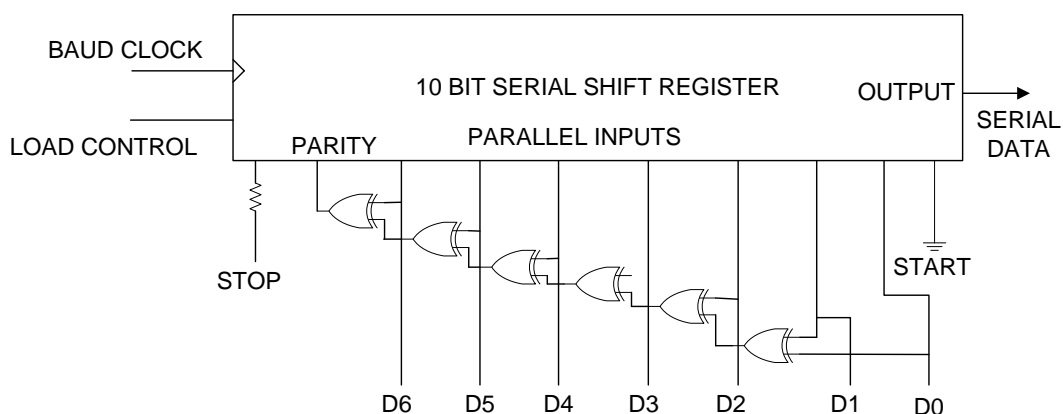 BAUD CLOCK
LOAD CONTROL
10 BIT SERIAL SHIFT REGISTER
OUTPUT
SERIAL
DATA
PARITY
PARALLEL INPUTS
STOP
START
D6
D5
D4
D3
D2
D1
D0